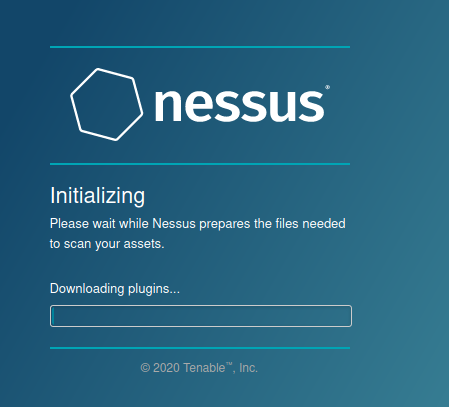 nessus®
Initializing
Please wait while Nessus prepares the files needed
to scan your assets.
Downloading plugins...
© 2020 Tenable™, Inc.